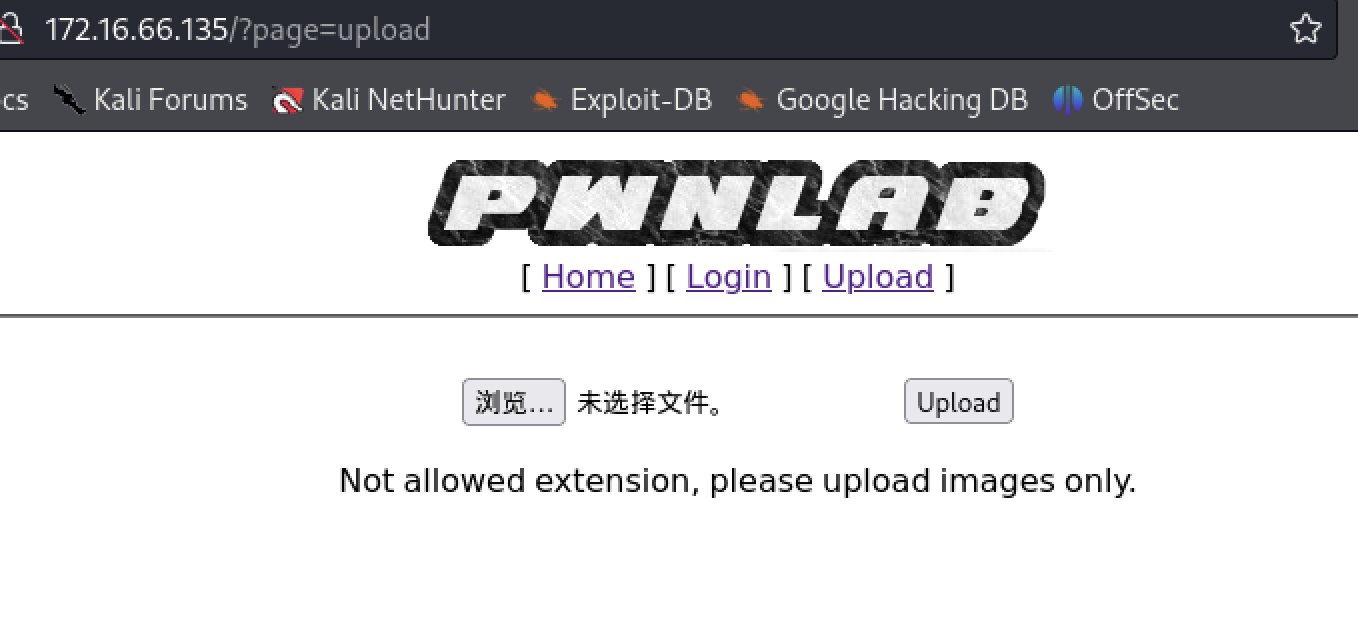 172.16.66.135/?page=upload
cs Kali Forums Kali NetHunter Exploit-DB Google Hacking DB OffSec
PWNLAB
[ Home ] [ Login ] [ Upload ]
浏览... 未选择文件。 Upload
Not allowed extension, please upload images only.